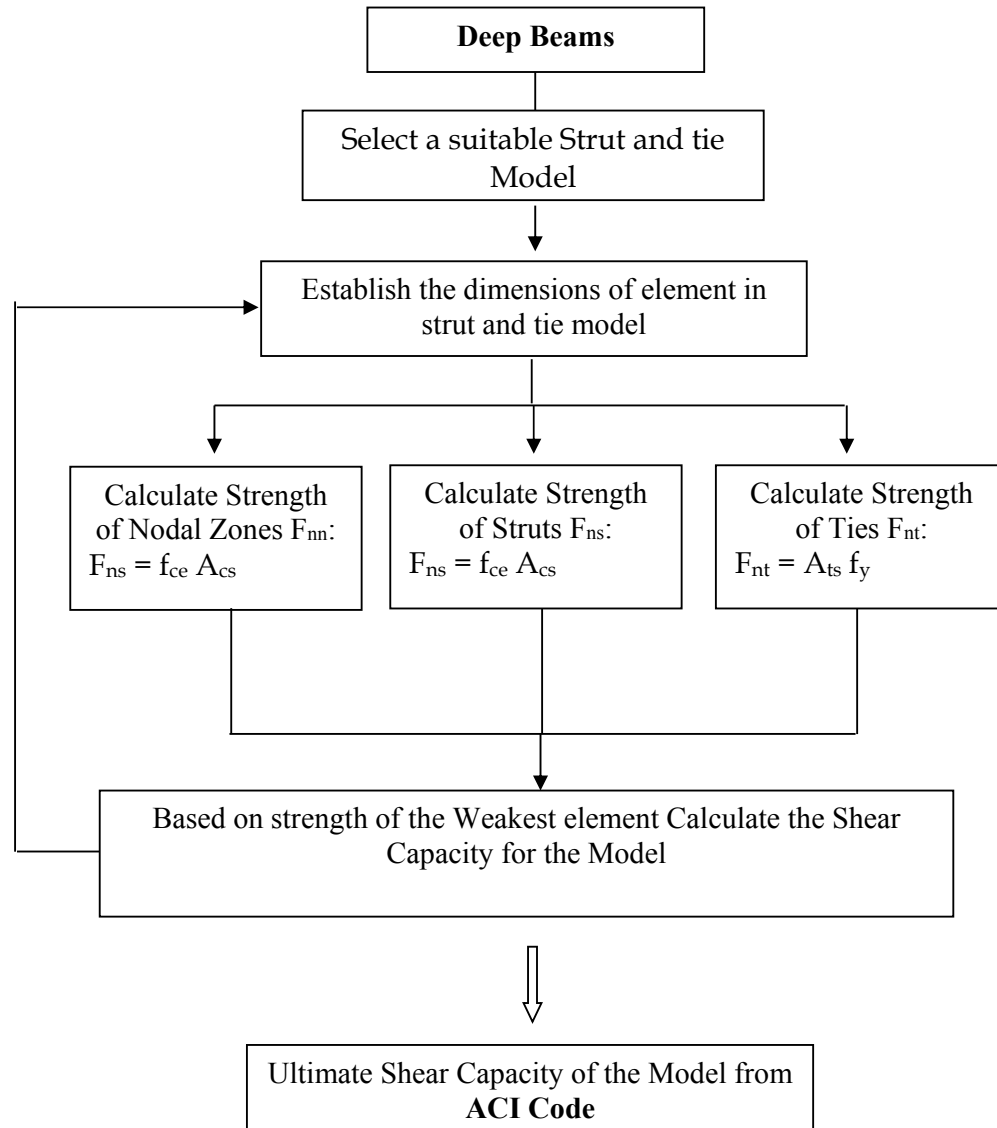 Deep Beams
Select a suitable Strut and tie
Model
Establish the dimensions of element in
strut and tie model
Calculate Strength
of Nodal Zones Fnn:
Fns = fce Acs
Calculate Strength
of Struts Fns:
Fns = fce Acs
Calculate Strength
of Ties Fnt:
Fnt = Ats fy
Based on strength of the Weakest element Calculate the Shear
Capacity for the Model
Ultimate Shear Capacity of the Model from
ACI Code